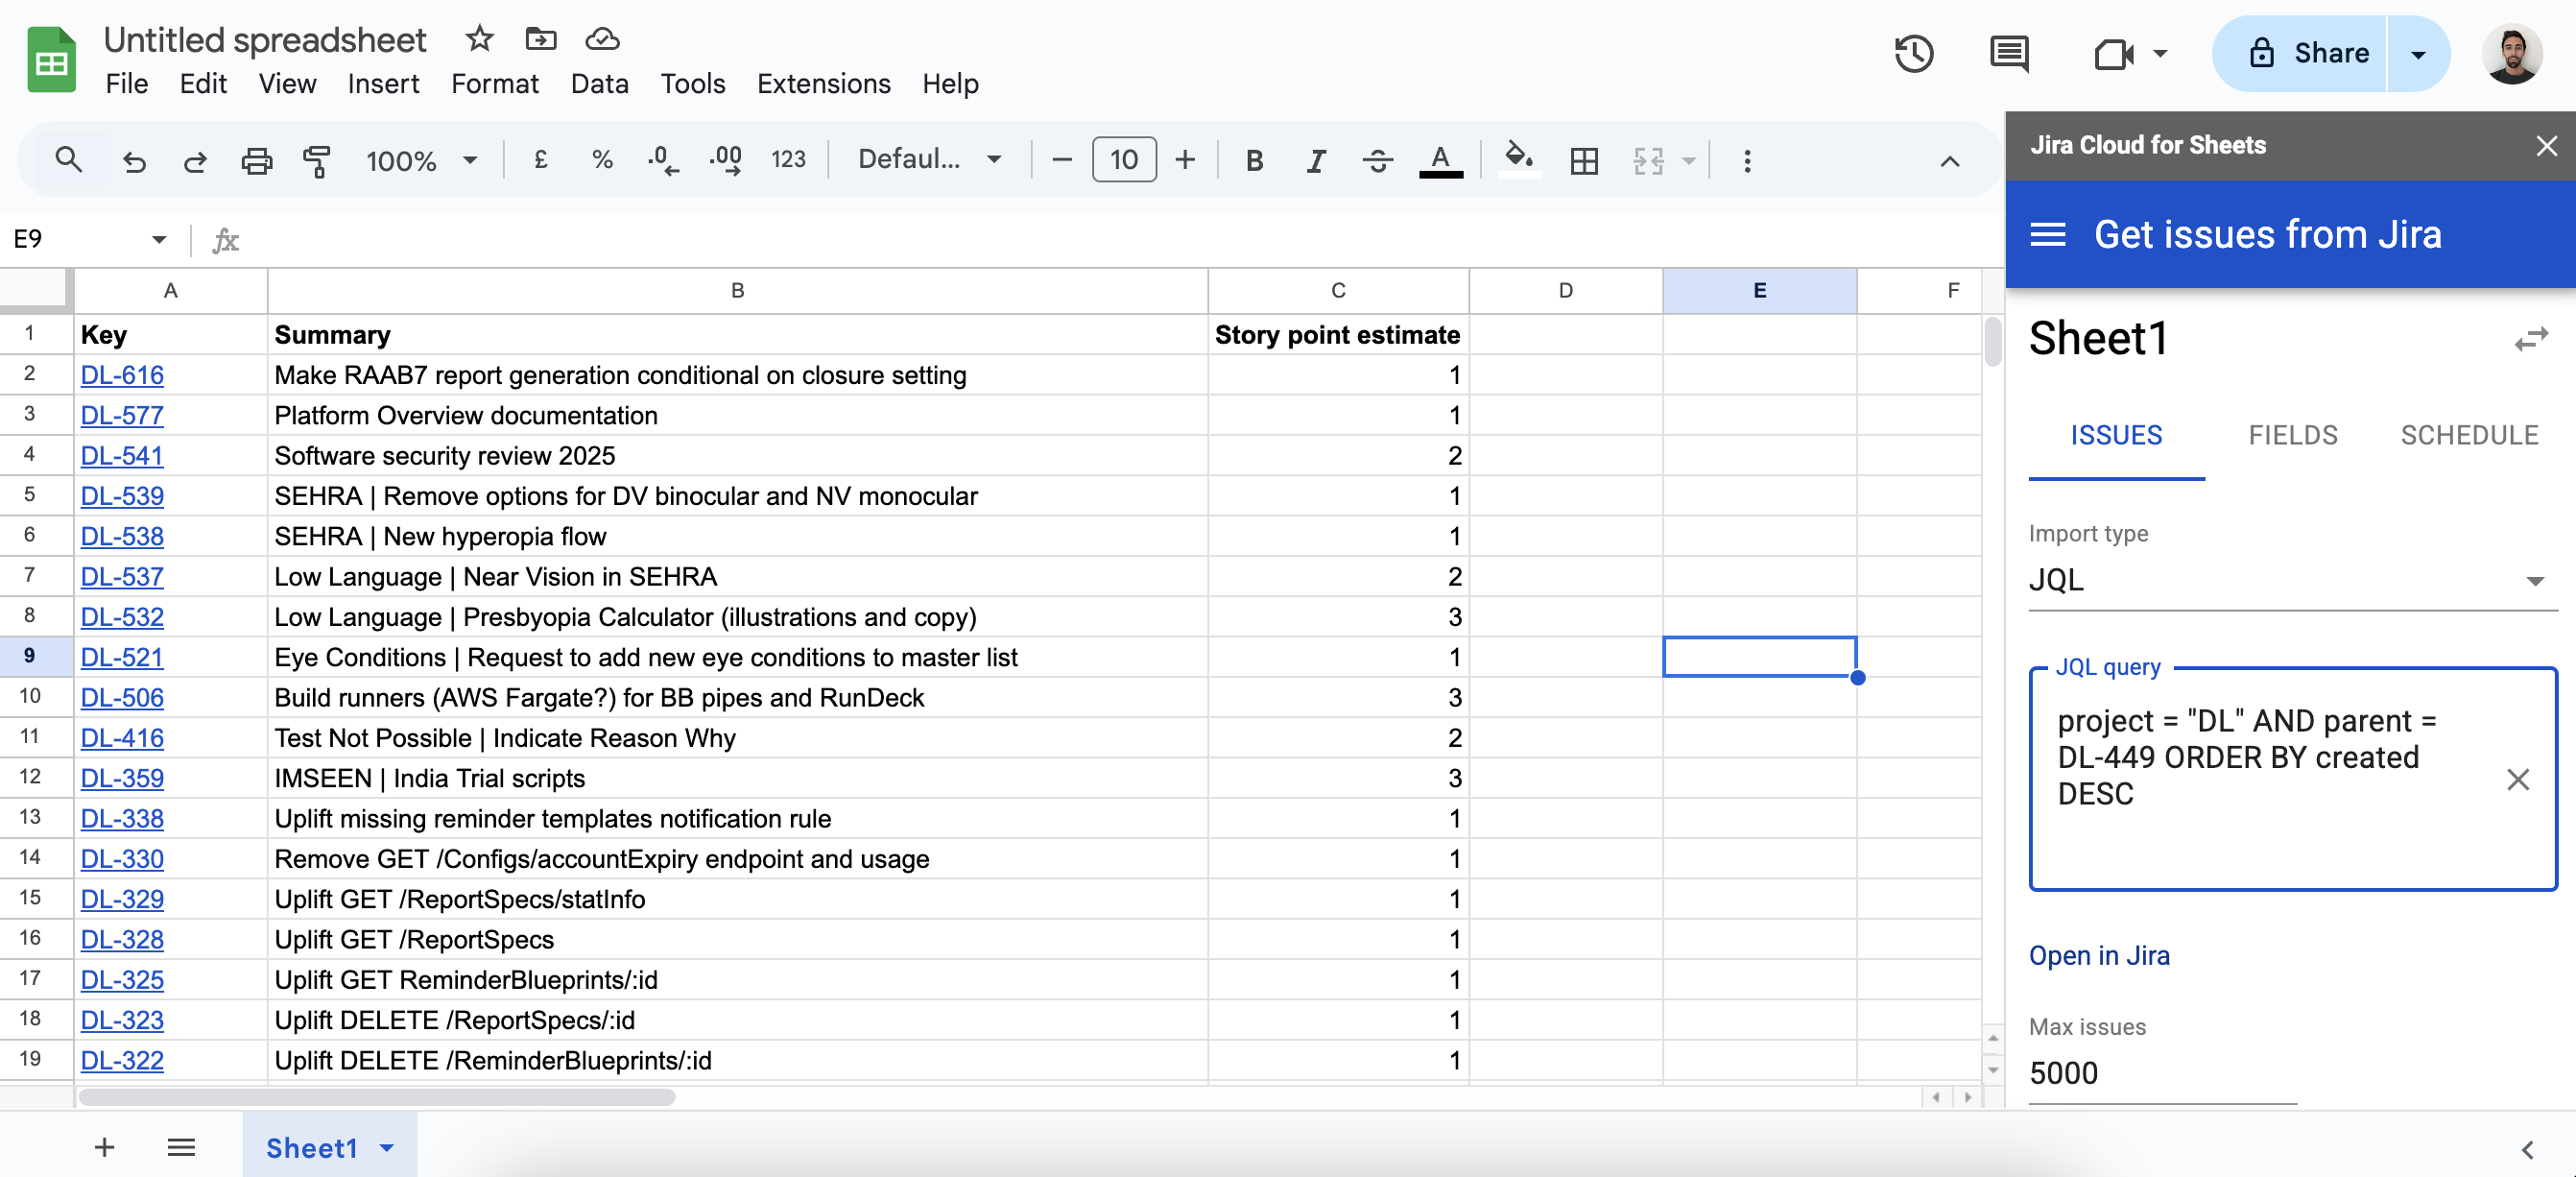 Untitled spreadsheet
File Edit View Insert Format Data Tools Extensions Help
Share
100% £ % .0 .00 123 Defaul... 10 B I A
E9 fx
A B C D E F
1 Key Summary Story point estimate
2 DL-616 Make RAAB7 report generation conditional on closure setting 1
3 DL-577 Platform Overview documentation 1
4 DL-541 Software security review 2025 2
5 DL-539 SEHRA | Remove options for DV binocular and NV monocular 1
6 DL-538 SEHRA | New hyperopia flow 1
7 DL-537 Low Language | Near Vision in SEHRA 2
8 DL-532 Low Language | Presbyopia Calculator (illustrations and copy) 3
9 DL-521 Eye Conditions | Request to add new eye conditions to master list 1
10 DL-506 Build runners (AWS Fargate?) for BB pipes and RunDeck 3
11 DL-416 Test Not Possible | Indicate Reason Why 2
12 DL-359 IMSEEN | India Trial scripts 3
13 DL-338 Uplift missing reminder templates notification rule 1
14 DL-330 Remove GET /Configs/accountExpiry endpoint and usage 1
15 DL-329 Uplift GET /ReportSpecs/statInfo 1
16 DL-328 Uplift GET /ReportSpecs 1
17 DL-325 Uplift GET ReminderBlueprints/:id 1
18 DL-323 Uplift DELETE /ReportSpecs/:id 1
19 DL-322 Uplift DELETE /ReminderBlueprints/:id 1
Sheet1
Jira Cloud for Sheets
Get issues from Jira
Sheet1
ISSUES FIELDS SCHEDULE
Import type
JQL
JQL query
project = "DL" AND parent =
DL-449 ORDER BY created
DESC
Open in Jira
Max issues
5000